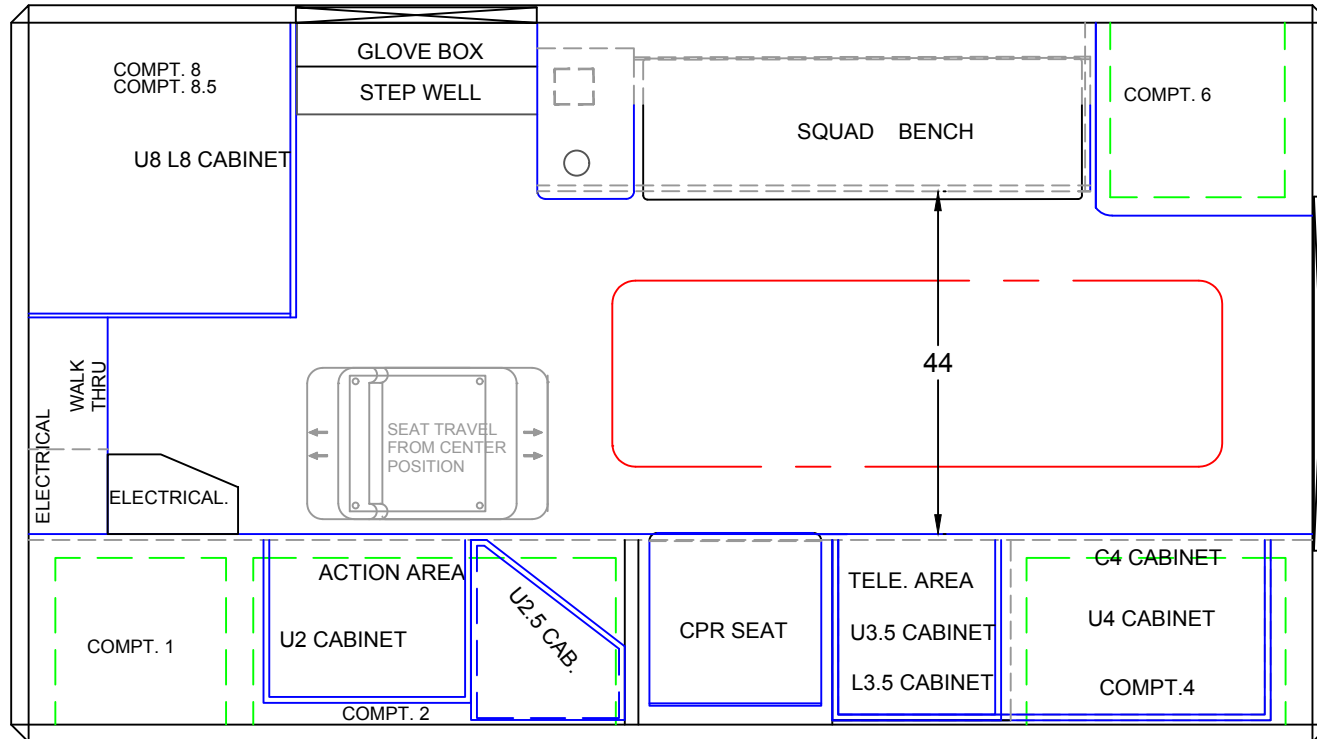 GLOVE BOX
STEP WELL
COMPT. 8
COMPT. 8.5
U8 L8 CABINET
SQUAD BENCH
COMPT. 6
44
WALK
THRU
ELECTRICAL
ELECTRICAL.
SEAT TRAVEL
FROM CENTER
POSITION
ACTION AREA
U2 CABINET
U2.5 CAB.
COMPT. 1
COMPT. 2
CPR SEAT
TELE. AREA
U3.5 CABINET
L3.5 CABINET
C4 CABINET
U4 CABINET
COMPT.4